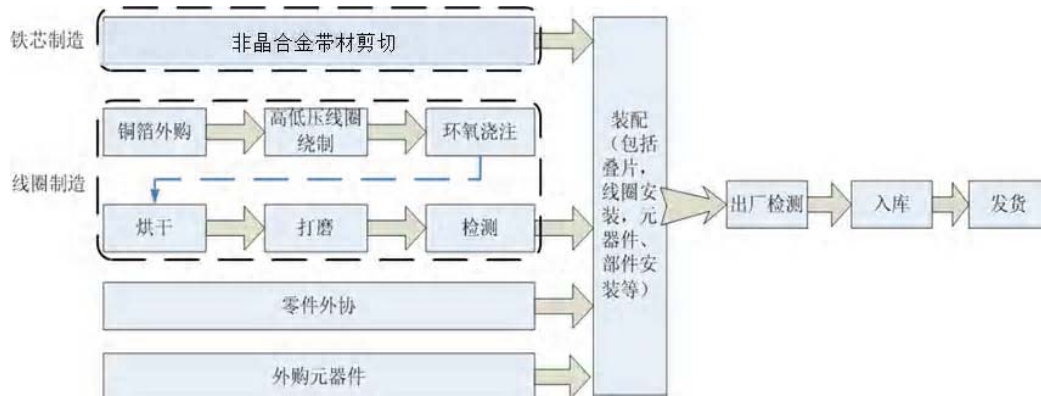 铁芯制造
非晶合金带材剪切
铜箔外购
高低压线圈
绕制
环氧浇注
线圈制造
烘干
打磨
检测
零件外协
外购元器件
装配
（包括
叠片，
线圈安
装，元
器件、
部件安
装等）
出厂检测
入库
发货